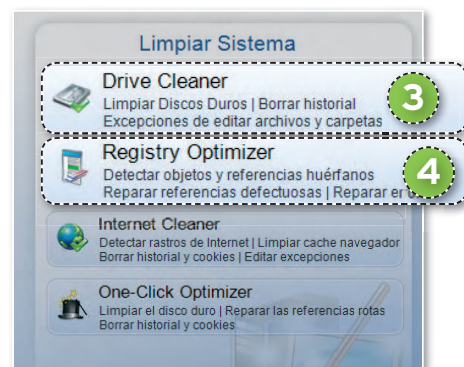 Limpiar Sistema
Drive Cleaner
Limpiar Discos Duros | Borrar historial
Excepciones de editar archivos y carpetas
3
Registry Optimizer
Detectar objetos y referencias huérfanos
Reparar referencias defectuosas | Reparar
4
Internet Cleaner
Detectar rastros de Internet | Limpiar cache navegador
Borrar historial y cookies | Editar excepciones
One-Click Optimizer
Limpiar el disco duro | Reparar las referencias rotas
Borrar historial y cookies